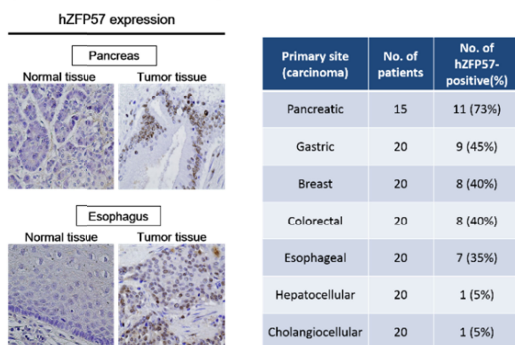 hZFP57 expression
Pancreas
Normal tissue Tumor tissue
Esophagus
Normal tissue Tumor tissue
Primary site (carcinoma) No. of patients No. of hZFP57-positive(%)
Pancreatic 15 11 (73%)
Gastric 20 9 (45%)
Breast 20 8 (40%)
Colorectal 20 8 (40%)
Esophageal 20 7 (35%)
Hepatocellular 20 1 (5%)
Cholangiocellular 20 1 (5%)